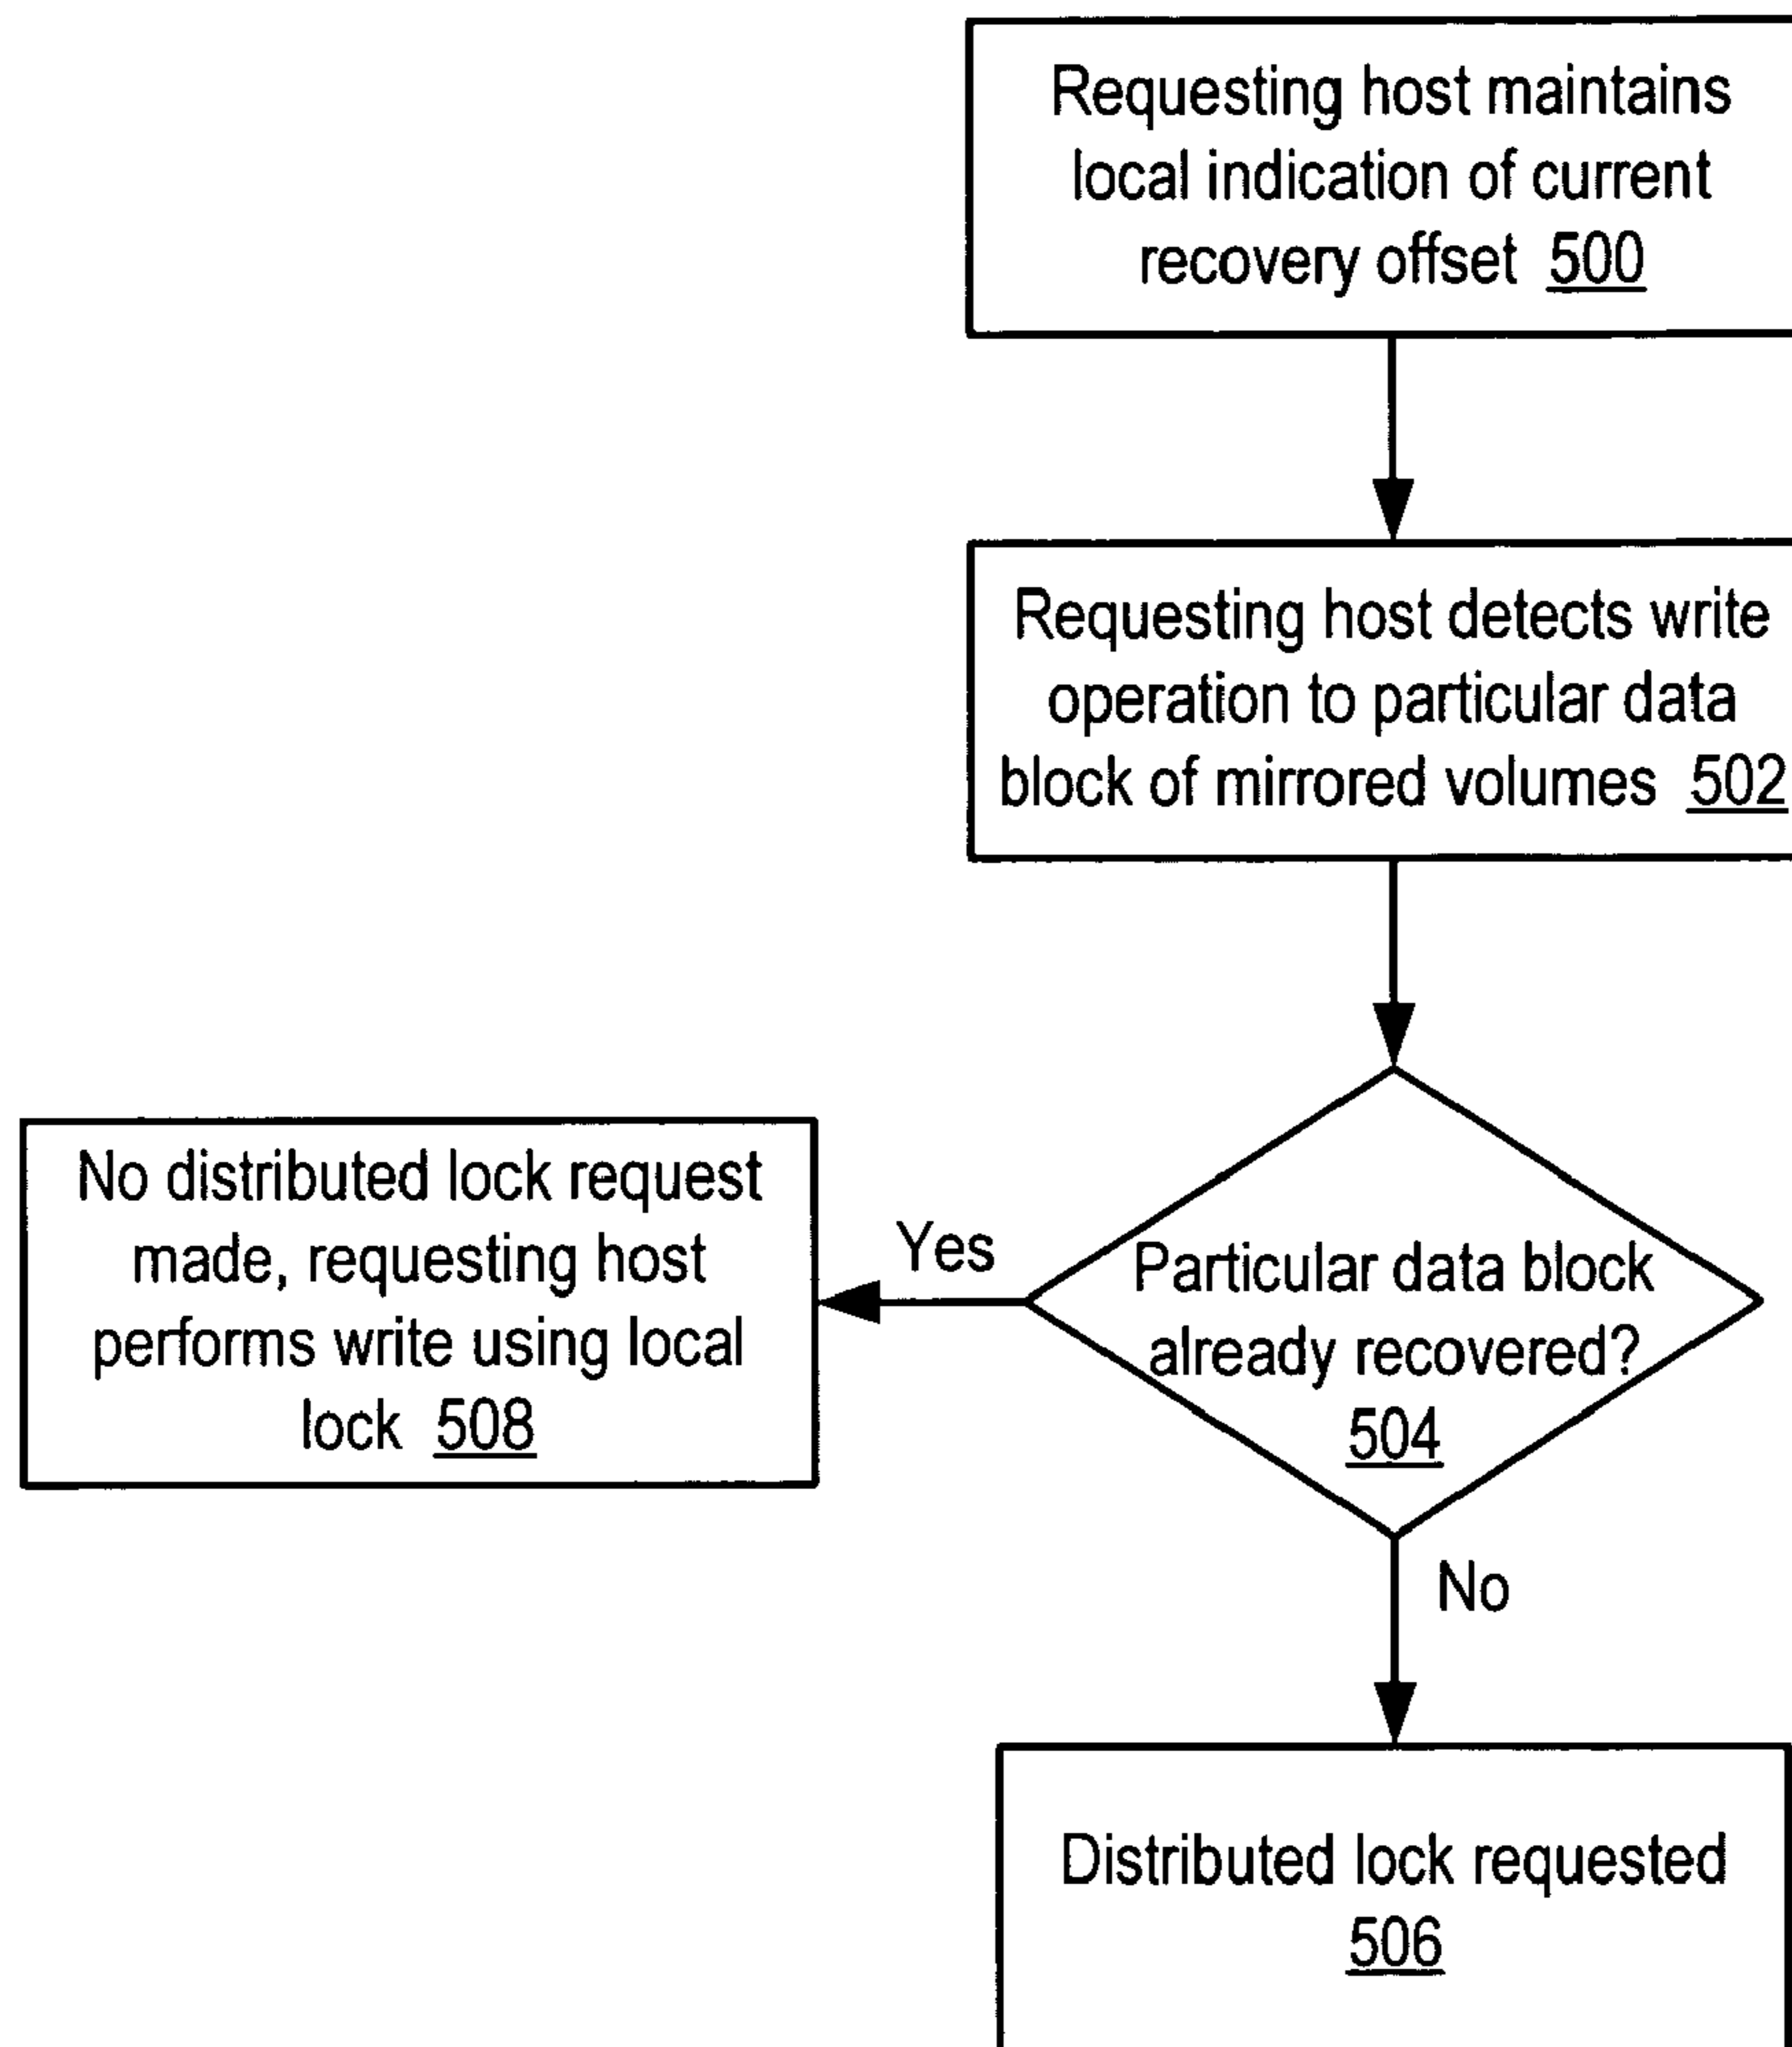 Requesting host maintains
local indication of current
recovery offset 500
Requesting host detects write
operation to particular data
block of mirrored volumes 502
No distributed lock request
made, requesting host
performs write using local
lock 508
Yes
Particular data block
already recovered?
504
No
Distributed lock requested
506